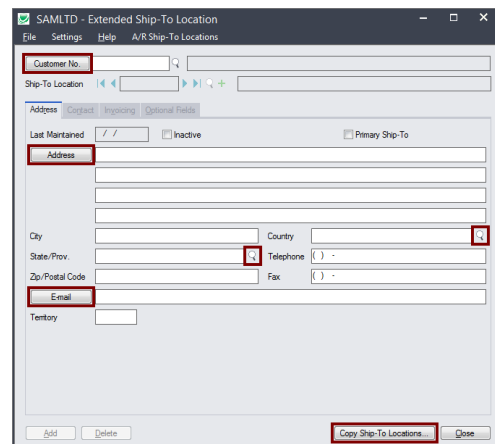 SAMLTD - Extended Ship-To Location
File Settings Help A/R Ship-To Locations
Customer No.
Ship-To Location
Address Contact Invoicing Optional Fields
Last Maintained / / Inactive Primary Ship-To
Address
City Country
State/Prov. Telephone ( ) -
Zip/Postal Code Fax ( ) -
E-mail
Territory
Add Delete Copy Ship-To Locations... Close